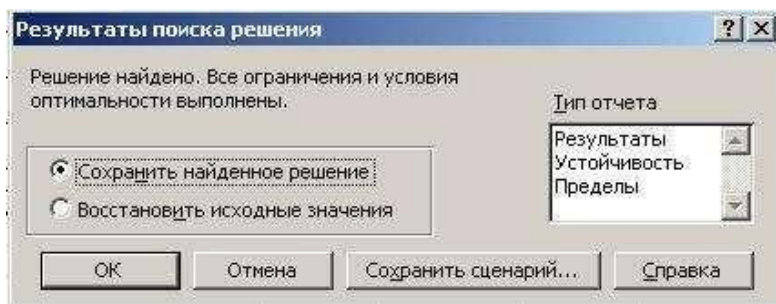 Результаты поиска решения
Решение найдено. Все ограничения и условия
оптимальности выполнены.
Тип отчета
Результаты
Устойчивость
Пределы
Сохранить найденное решение
Восстановить исходные значения
ОК
Отмена
Сохранить сценарий...
Справка